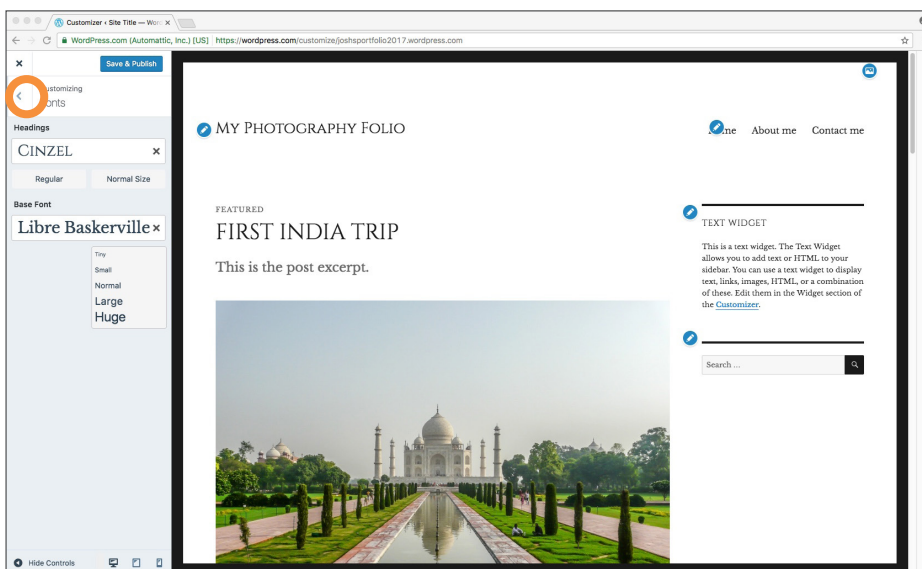 Customizer ‹ Site Title — Worc
WordPress.com (Automattic, Inc.) [US] https://wordpress.com/customize/joshsportfolio2017.wordpress.com
Save & Publish
ustomizing
onts
Headings
CINZEL
Regular Normal Size
Base Font
Libre Baskerville
Tiny
Small
Normal
Large
Huge
Hide Controls
MY PHOTOGRAPHY FOLIO
me About me Contact me
FEATURED
FIRST INDIA TRIP
This is the post excerpt.
TEXT WIDGET
This is a text widget. The Text Widget
allows you to add text or HTML to your
sidebar. You can use a text widget to display
text, links, images, HTML, or a combination
of these. Edit them in the Widget section of
the Customizer.
Search ...